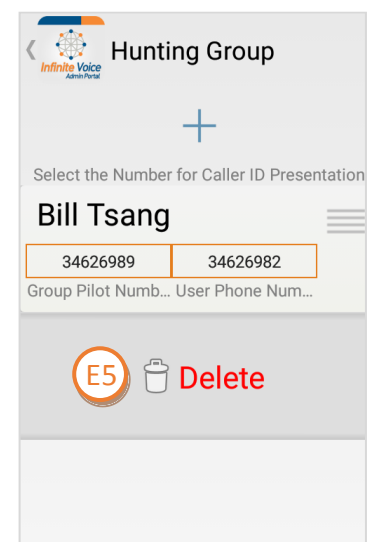 Infinite Voice
Admin Portal
Hunting Group
Select the Number for Caller ID Presentation
Bill Tsang
34626989 34626982
Group Pilot Numb... User Phone Num...
E5 Delete